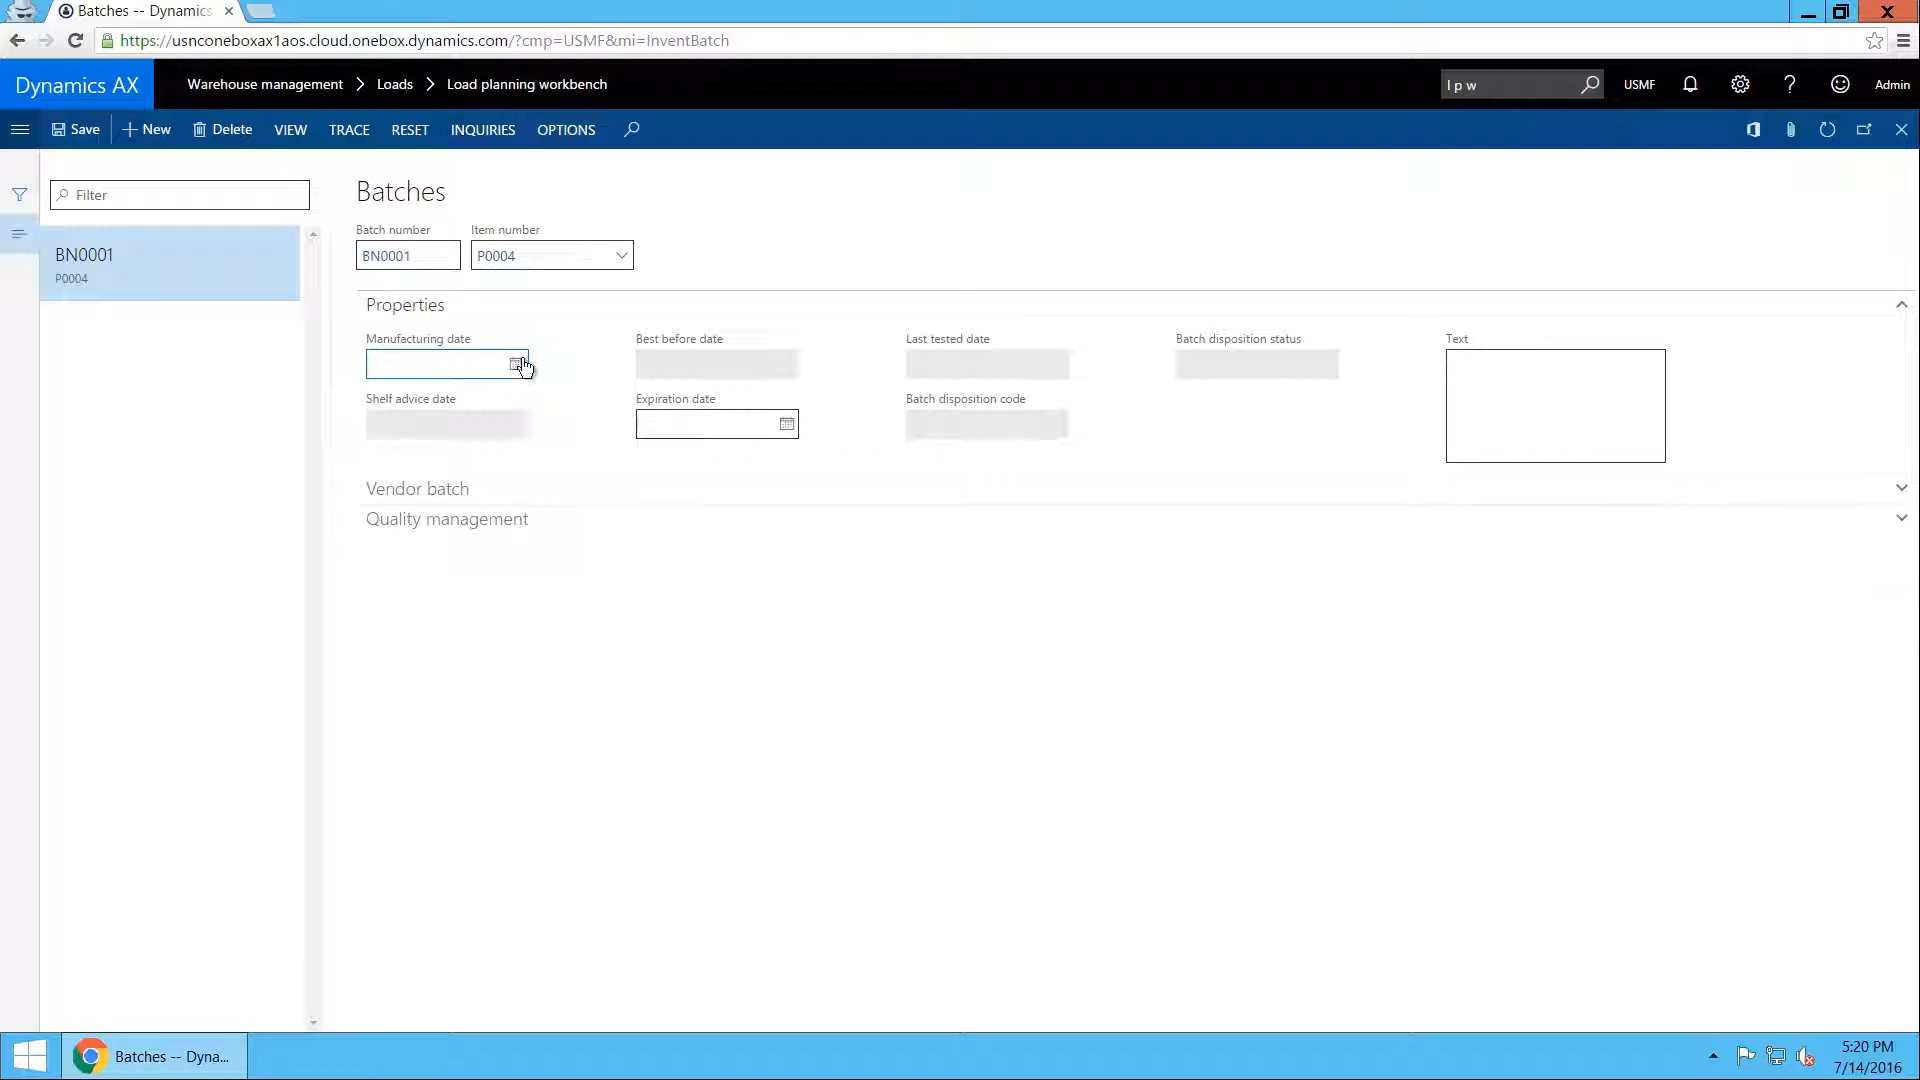 Batches -- Dynamics
https://usnconeboxax1aos.cloud.onebox.dynamics.com/?cmp=USMF&mi=InventBatch
Dynamics AX Warehouse management Loads Load planning workbench l p w USMF Admin
Save New Delete VIEW TRACE RESET INQUIRIES OPTIONS
Filter
BN0001
P0004
Batches
Batch number Item number
BN0001 P0004
Properties
Manufacturing date Best before date Last tested date Batch disposition status Text
Shelf advice date Expiration date Batch disposition code
Vendor batch
Quality management
Batches -- Dyna...
5:20 PM
7/14/2016